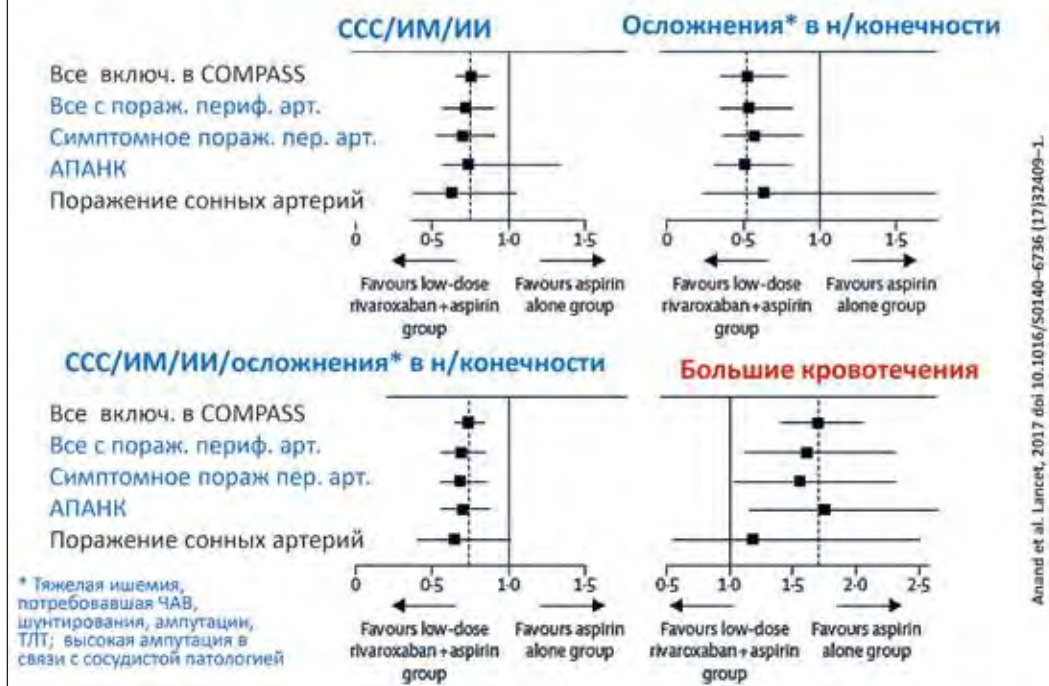 ССС/ИМ/ИИ
Осложнения* в н/конечности
Все включ. в COMPASS
Все с пораж. периф. арт.
Симптомное пораж. пер. арт.
АПАНК
Поражение сонных артерий
0 0·5 1·0 1·5
0 0·5 1·0 1·5
Favours low-dose
rivaroxaban+aspirin
group
Favours aspirin
alone group
Favours low-dose
rivaroxaban+aspirin
group
Favours aspirin
alone group
ССС/ИМ/ИИ/осложнения* в н/конечности
Большие кровотечения
Все включ. в COMPASS
Все с пораж. периф. арт.
Симптомное пораж пер. арт.
АПАНК
Поражение сонных артерий
0 0·5 1·0 1·5
0·5 1·0 1·5 2·0 2·5
Favours low-dose
rivaroxaban+aspirin
group
Favours aspirin
alone group
Favours low-dose
rivaroxaban+aspirin
group
Favours aspirin
alone group
* Тяжелая ишемия,
потребовавшая ЧАВ,
шунтирования, ампутации,
ТЛТ; высокая ампутация в
связи с сосудистой патологией
Anand et al. Lancet, 2017 doi 10.1016/S0140–6736 (17)32409–1.